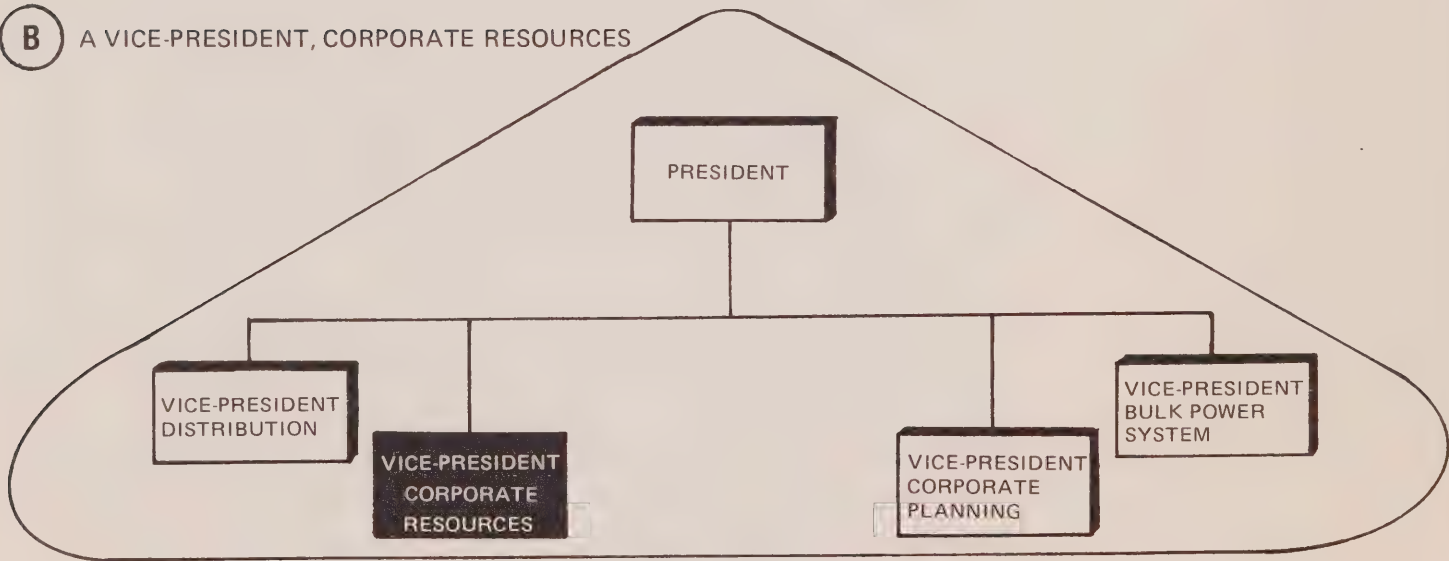 B A VICE-PRESIDENT, CORPORATE RESOURCES
PRESIDENT
VICE-PRESIDENT
DISTRIBUTION
VICE-PRESIDENT
CORPORATE
RESOURCES
VICE-PRESIDENT
CORPORATE
PLANNING
VICE-PRESIDENT
BULK POWER
SYSTEM